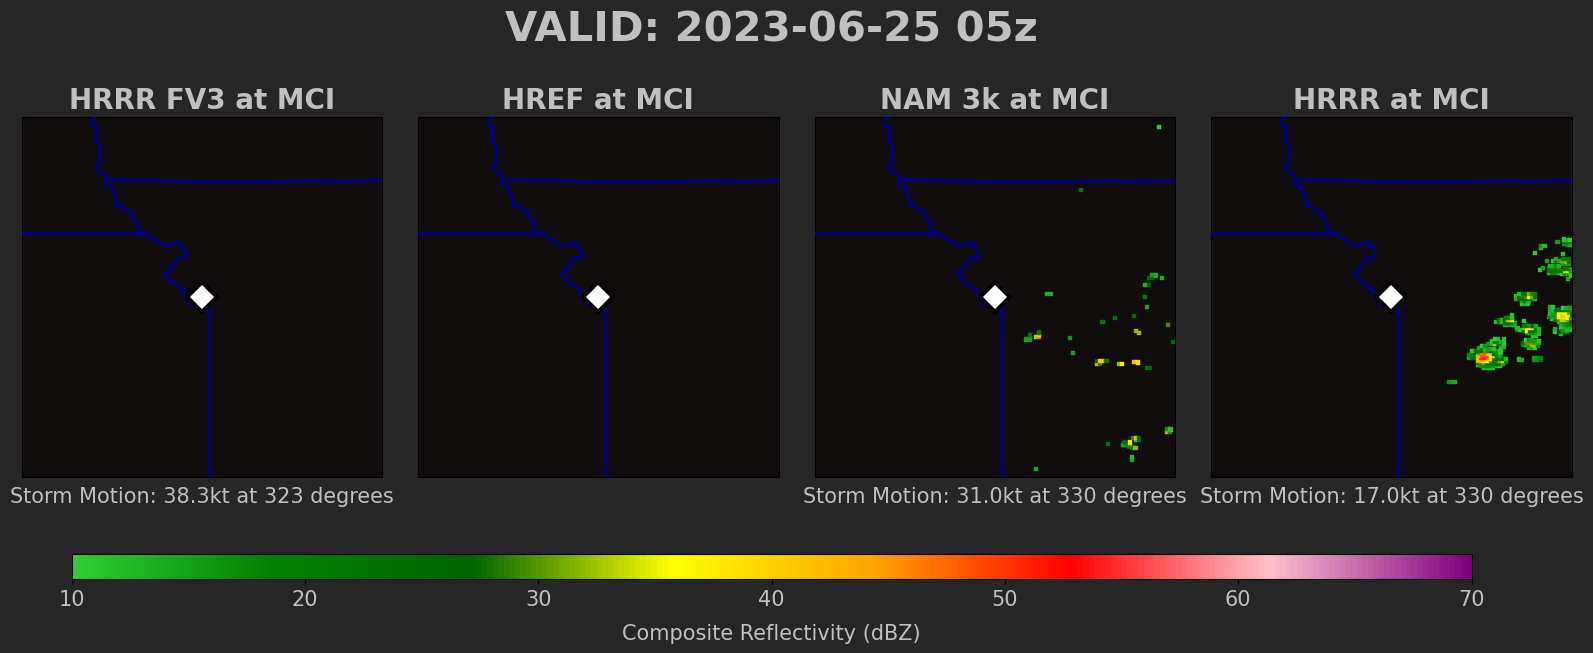 VALID: 2023-06-25 05z
HRRR FV3 at MCI
HREF at MCI
NAM 3k at MCI
HRRR at MCI
Storm Motion: 38.3kt at 323 degrees
Storm Motion: 31.0kt at 330 degrees
Storm Motion: 17.0kt at 330 degrees
10 20 30 40 50 60 70
Composite Reflectivity (dBZ)